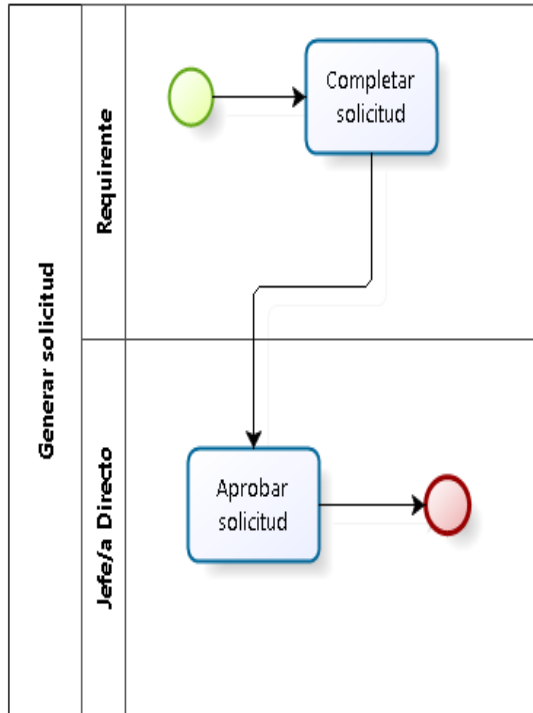 Generar solicitud
Requirente
Completar
solicitud
Jefe/a Directo
Aprobar
solicitud